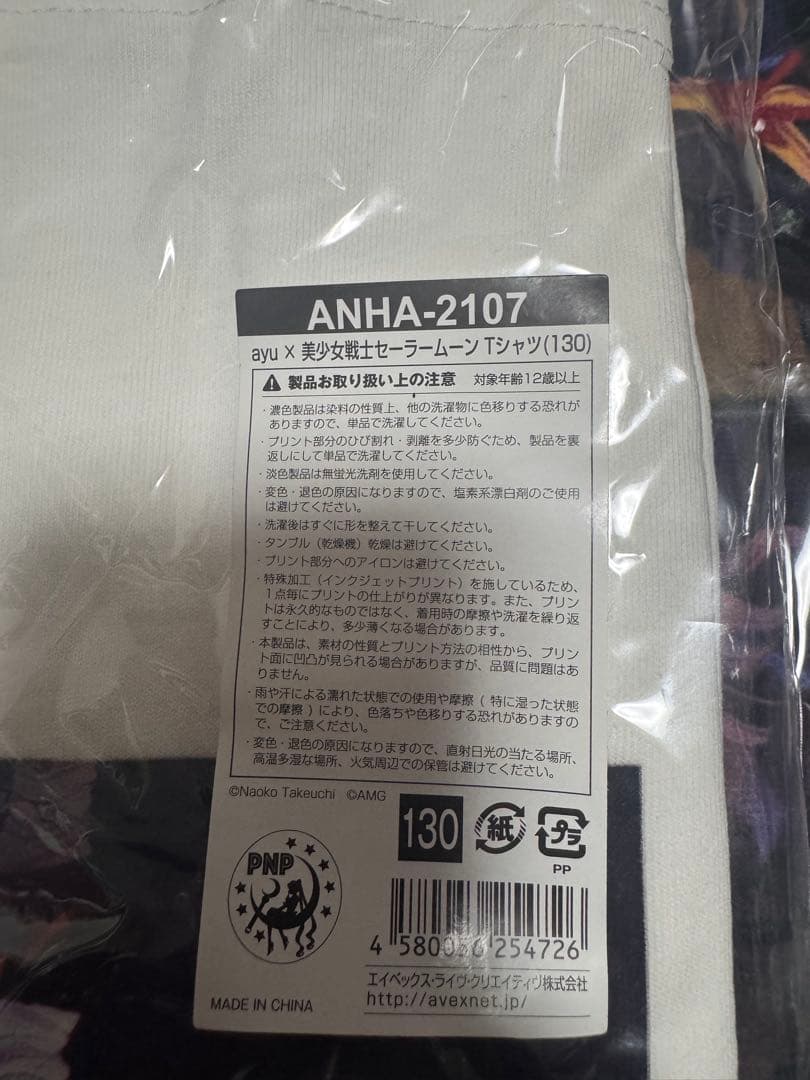 ANHA-2107
ayu × 美少女戦士セーラームーン Tシャツ(130)
製品お取り扱い上の注意 対象年齢12歳以上
・濃色製品は染料の性質上、他の洗濯物に色移りする恐れが
ありますので、単品で洗濯してください。
・プリント部分のひび割れ・剥離を多少防ぐため、製品を裏
返しにして単品で洗濯してください。
・淡色製品は無蛍光洗剤を使用してください。
・変色・退色の原因になりますので、塩素系漂白剤のご使用
は避けてください。
・洗濯後はすぐに形を整えて干してください。
・タンブル（乾燥機）乾燥は避けてください。
・プリント部分へのアイロンは避けてください。
・特殊加工（インクジェットプリント）を施しているため、
1点毎にプリントの仕上がりが異なります。また、プリン
トは永久的なものではなく、着用時の摩擦や洗濯を繰り返
すことにより、多少薄くなる場合があります。
・本製品は、素材の性質とプリント方法の相性から、プリン
ト面に凹凸が見られる場合がありますが、品質に問題はあ
りません。
・雨や汗による濡れた状態での使用や摩擦 ( 特に湿った状態
での摩擦 ) により、色落ちや色移りする恐れがありますの
で、ご注意ください。
・変色・退色の原因になりますので、直射日光の当たる場所、
高温多湿な場所、火気周辺での保管は避けてください。
©Naoko Takeuchi ©AMG
130 紙 プラ
PP
PNP
4 580036 254726
エイベックス・ライヴ・クリエイティヴ株式会社
http://avexnet.jp/
MADE IN CHINA